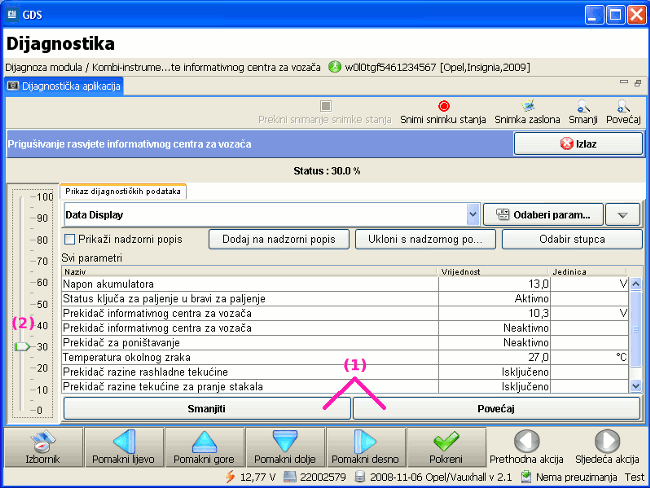 GDS
Dijagnostika
Dijagnoza modula / Kombi-instrume...te informativnog centra za vozača w0l0tgf5461234567 [Opel,Insignia,2009]
Dijagnostička aplikacija
Prekini snimanje snimke stanja Snimi snimku stanja Snimka zaslona Smanji Povećaj
Prigušivanje rasvjete informativnog centra za vozača Izlaz
Status : 30.0 %
Prikaz dijagnostičkih podataka
Data Display Odaberi param...
Prikaži nadzorni popis Dodaj na nadzorni popis Ukloni s nadzornog po... Odabir stupca
Svi parametri
Naziv Vrijednost Jedinica
Napon akumulatora 13,0 V
Status ključa za paljenje u bravi za paljenje Aktivno
Prekidač informativnog centra za vozača 10,3 V
Prekidač informativnog centra za vozača Neaktivno
Prekidač za poništavanje Neaktivno
Temperatura okolnog zraka 27,0 °C
Prekidač razine rashladne tekućine Isključeno
Prekidač razine tekućine za pranje stakala Isključeno
100
90
80
70
60
50
40
30
20
10
0
(2)
(1)
Smanjiti Povećaj
Izbornik Pomakni lijevo Pomakni gore Pomakni dolje Pomakni desno Pokreni Prethodna akcija Sljedeća akcija
12,77 V 22002579 2008-11-06 Opel/Vauxhall v 2.1 Nema preuzimanja Test